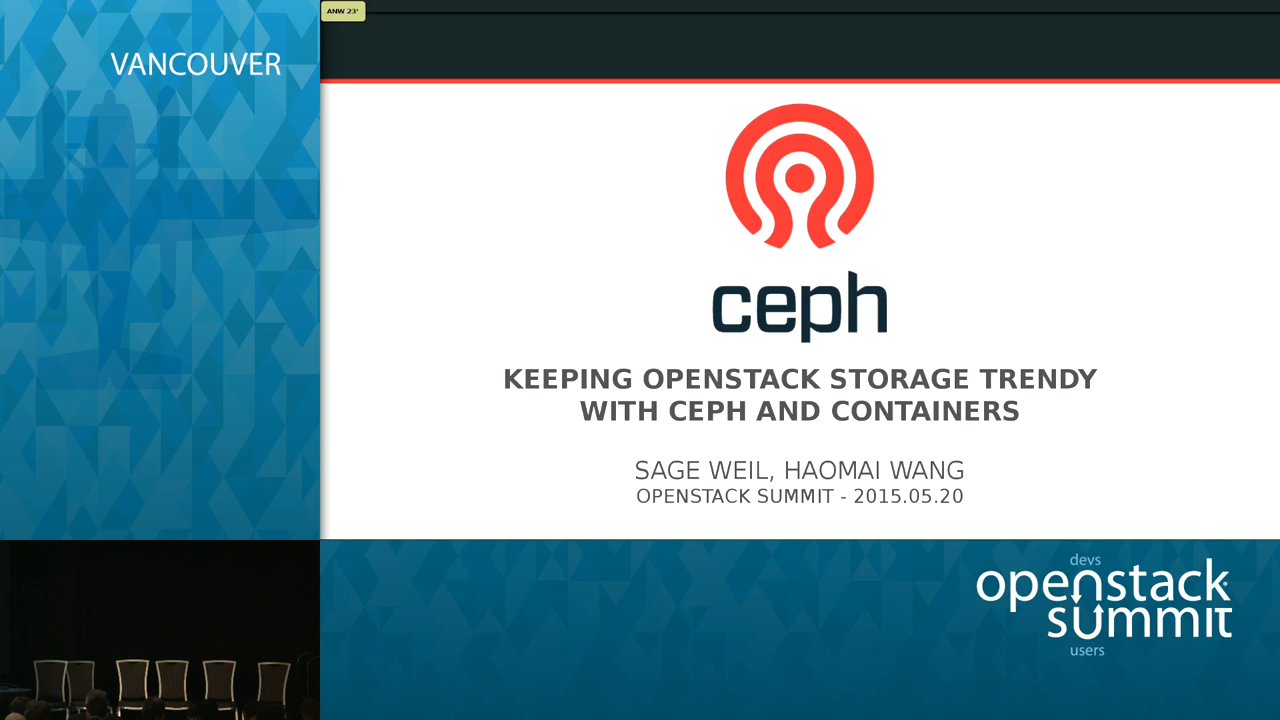 VANCOUVER
ANW 23'
ceph
KEEPING OPENSTACK STORAGE TRENDY
WITH CEPH AND CONTAINERS
SAGE WEIL, HAOMAI WANG
OPENSTACK SUMMIT - 2015.05.20
devs
openstack
summit
users